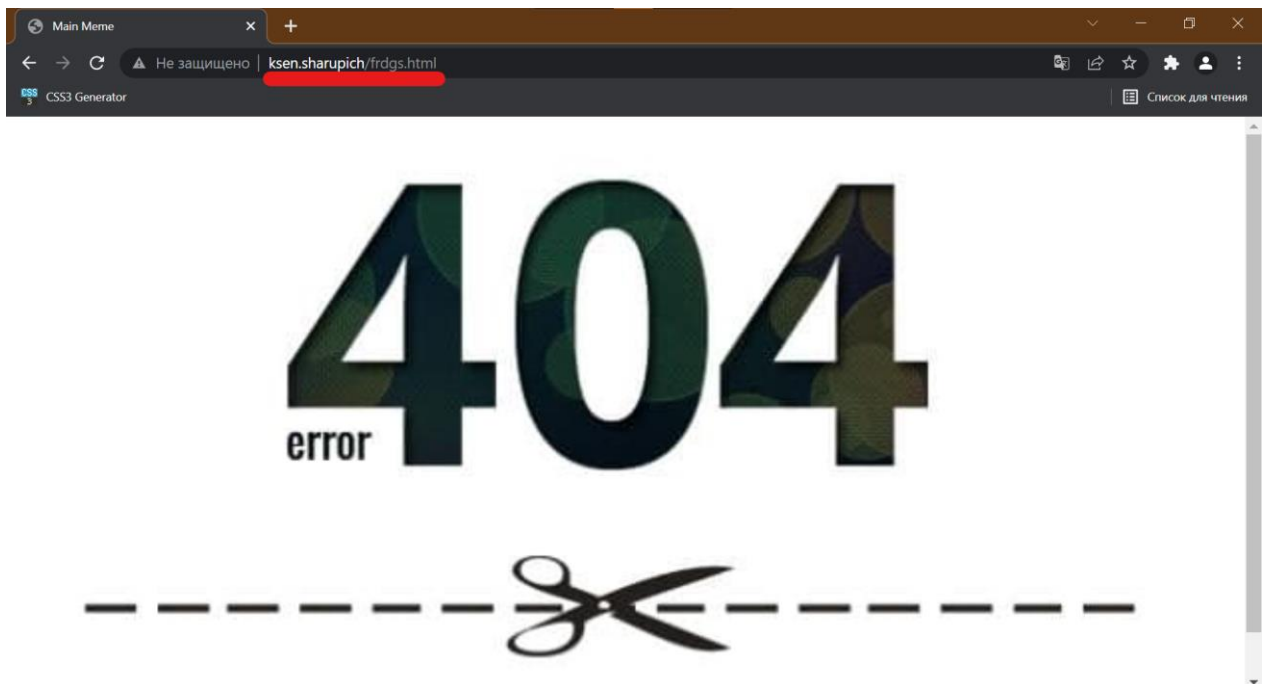 Main Meme
Не защищено | ksen.sharupich/frdgs.html
CSS3 Generator
Список для чтения
404
error